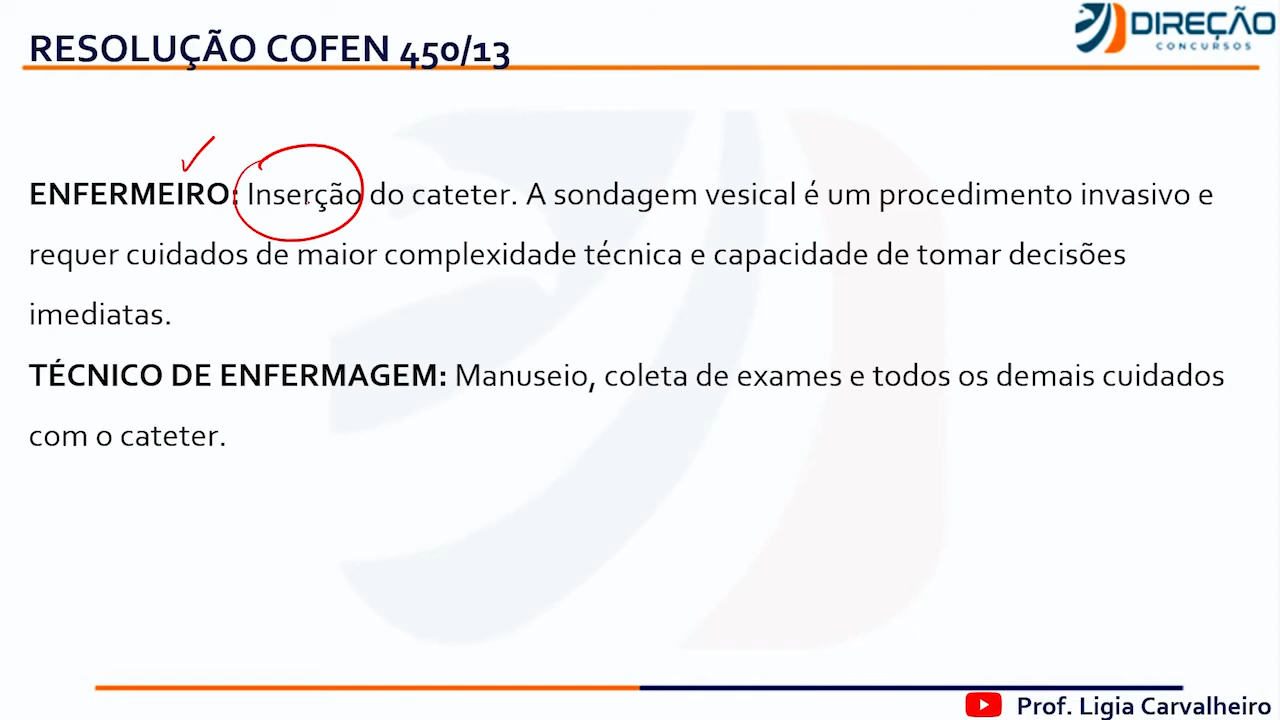 RESOLUÇÃO COFEN 450/13
DIREÇÃO
CONCURSOS
ENFERMEIRO: Inserção do cateter. A sondagem vesical é um procedimento invasivo e
requer cuidados de maior complexidade técnica e capacidade de tomar decisões
imediatas.
TÉCNICO DE ENFERMAGEM: Manuseio, coleta de exames e todos os demais cuidados
com o cateter.
Prof. Ligia Carvalheiro